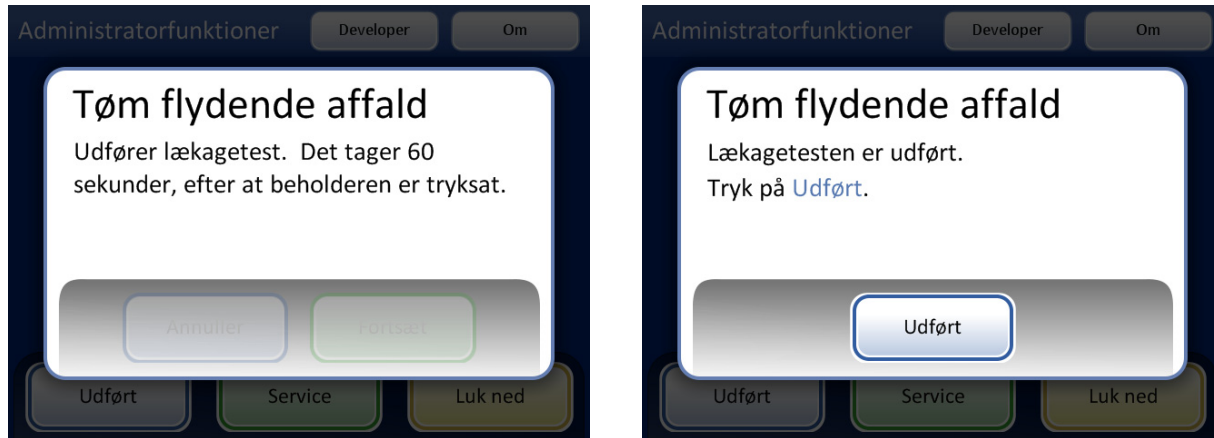 Administratorfunktioner
Developer
Om
Tøm flydende affald
Udfører lækagetest. Det tager 60
sekunder, efter at beholderen er tryksat.
Annuller
Fortsæt
Udført
Service
Luk ned
Administratorfunktioner
Developer
Om
Tøm flydende affald
Lækagetesten er udført.
Tryk på Udført.
Udført
Udført
Service
Luk ned